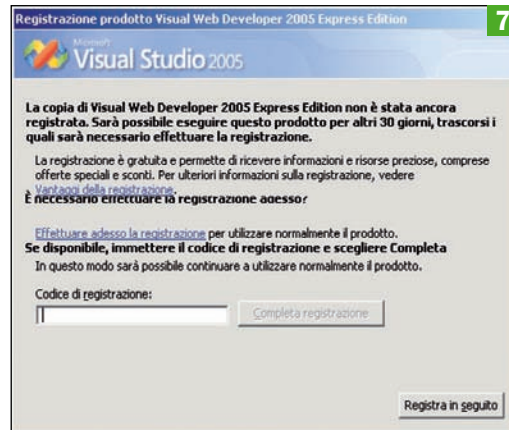 Registrazione prodotto Visual Web Developer 2005 Express Edition
7
Microsoft
Visual Studio 2005
La copia di Visual Web Developer 2005 Express Edition non è stata ancora
registrata. Sarà possibile eseguire questo prodotto per altri 30 giorni, trascorsi i
quali sarà necessario effettuare la registrazione.
La registrazione è gratuita e permette di ricevere informazioni e risorse preziose, comprese
offerte speciali e sconti. Per ulteriori informazioni sulla registrazione, vedere
Vantaggi della registrazione.
È necessario effettuare la registrazione adesso?
Effettuare adesso la registrazione per utilizzare normalmente il prodotto.
Se disponibile, immettere il codice di registrazione e scegliere Completa
In questo modo sarà possibile continuare a utilizzare normalmente il prodotto.
Codice di registrazione:
Completa registrazione
Registra in seguito